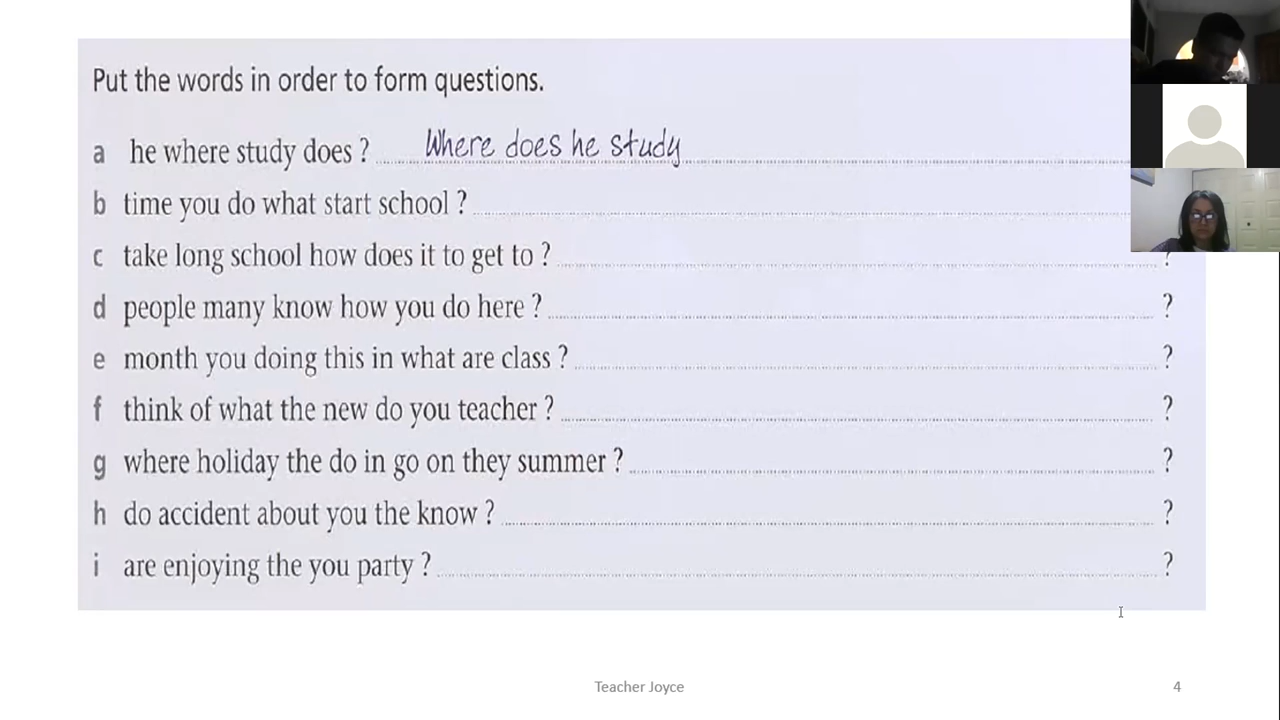 Put the words in order to form questions.
a he where study does ? Where does he study
b time you do what start school ?
c take long school how does it to get to ? ?
d people many know how you do here ? ?
e month you doing this in what are class ? ?
f think of what the new do you teacher ? ?
g where holiday the do in go on they summer ? ?
h do accident about you the know ? ?
i are enjoying the you party ? ?
Teacher Joyce 4